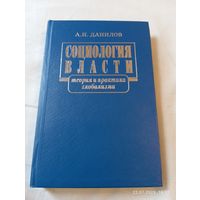 А.Н. ДАНИЛОВ
СОЦИОЛОГИЯ
ВЛАСТИ
теория и практика
глобализма